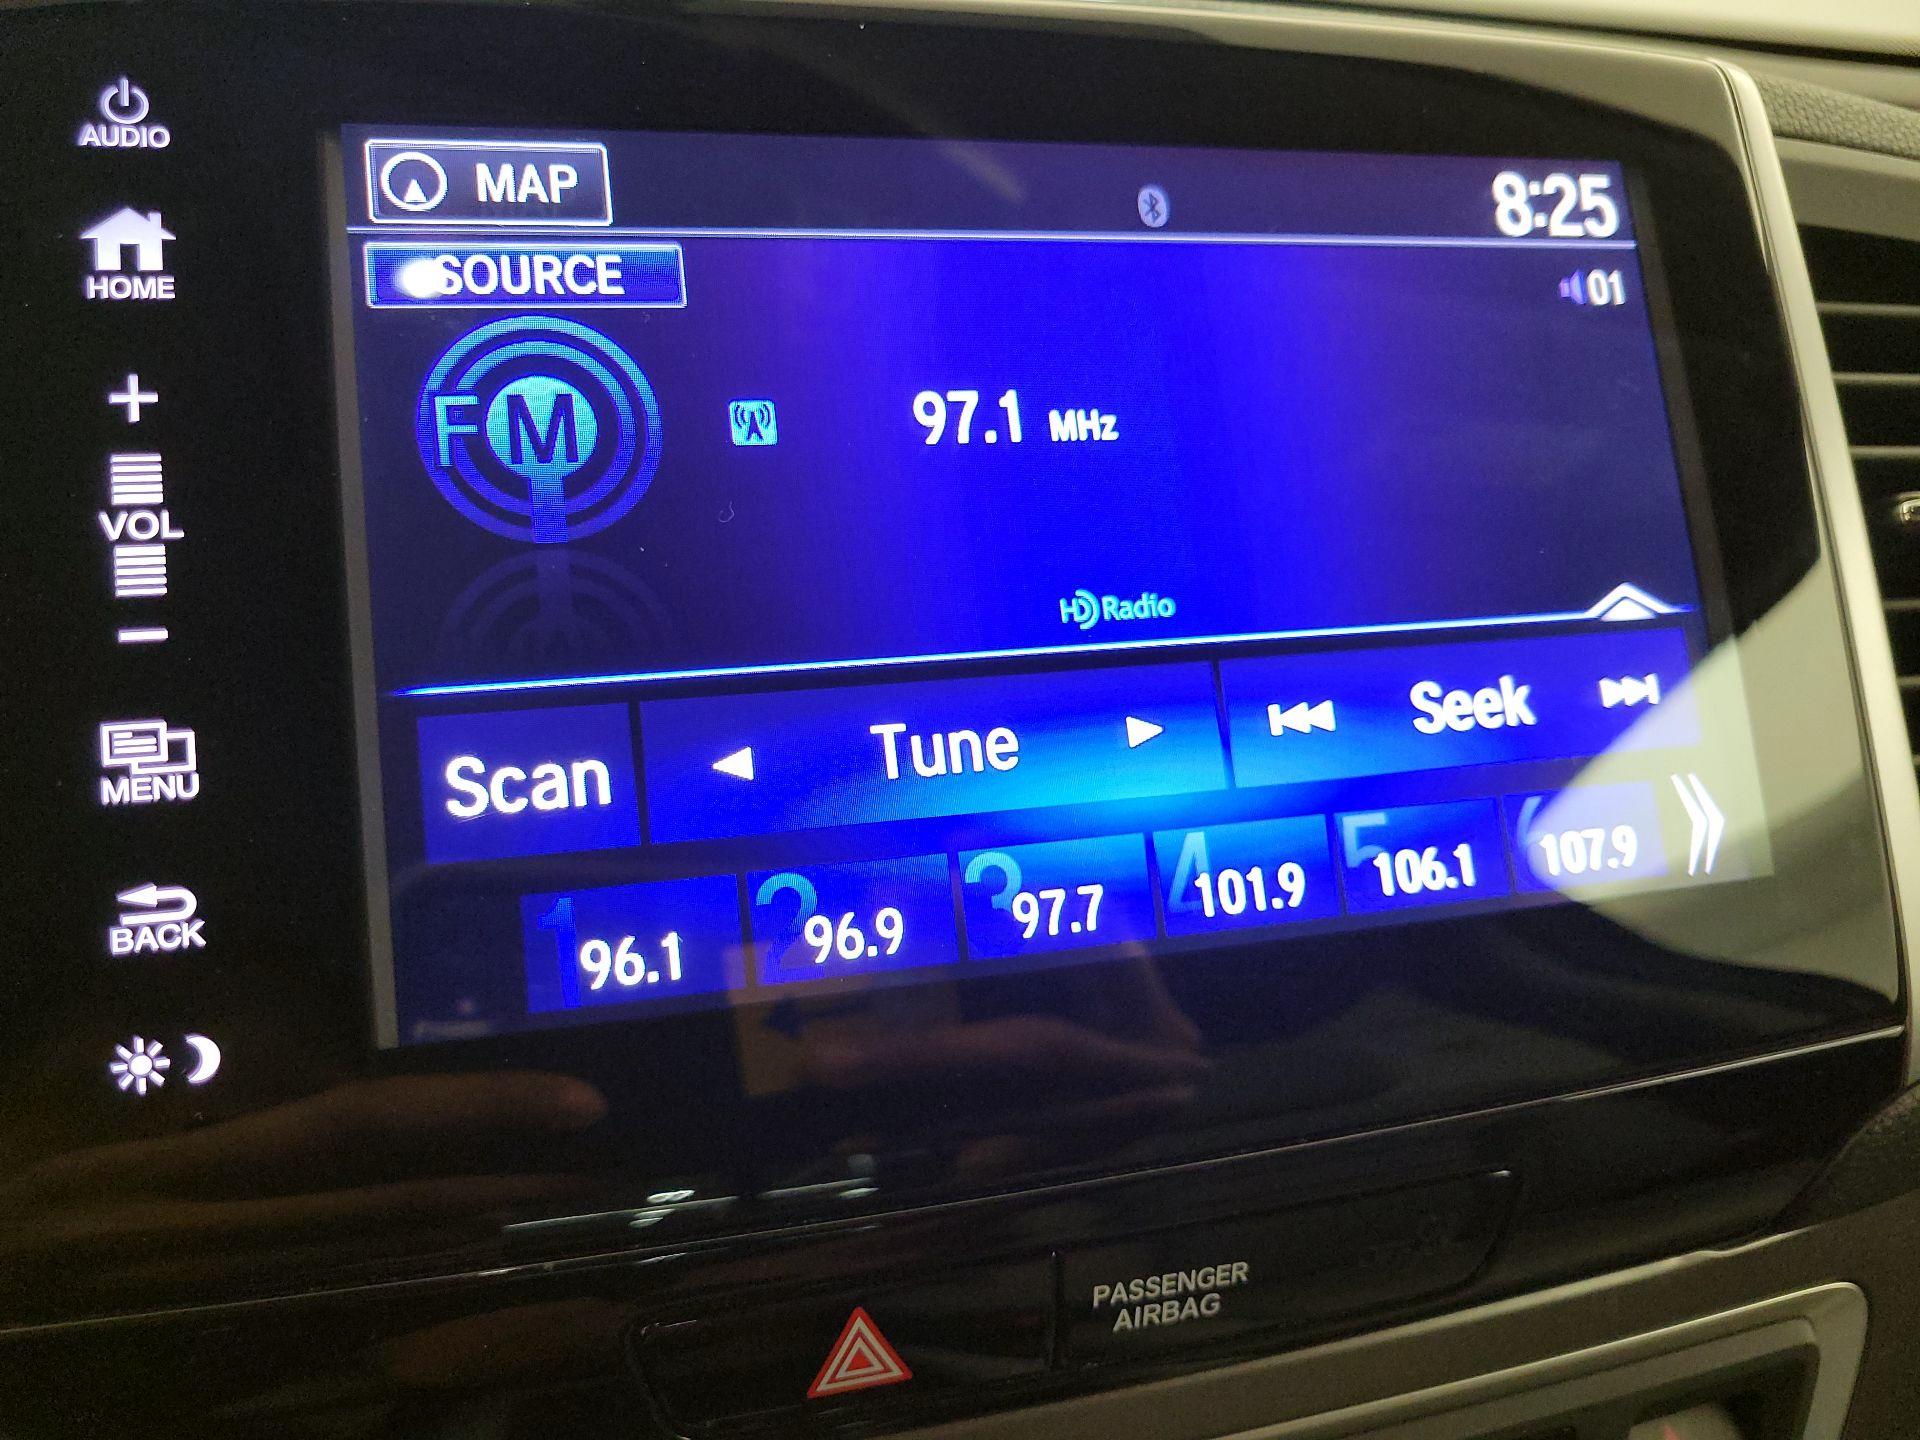 AUDIO
HOME
VOL
MENU
BACK
MAP
8:25
SOURCE
01
FM
97.1 MHz
HD Radio
Scan
Tune
Seek
1 96.1
2 96.9
3 97.7
4 101.9
5 106.1
6 107.9
PASSENGER
AIRBAG